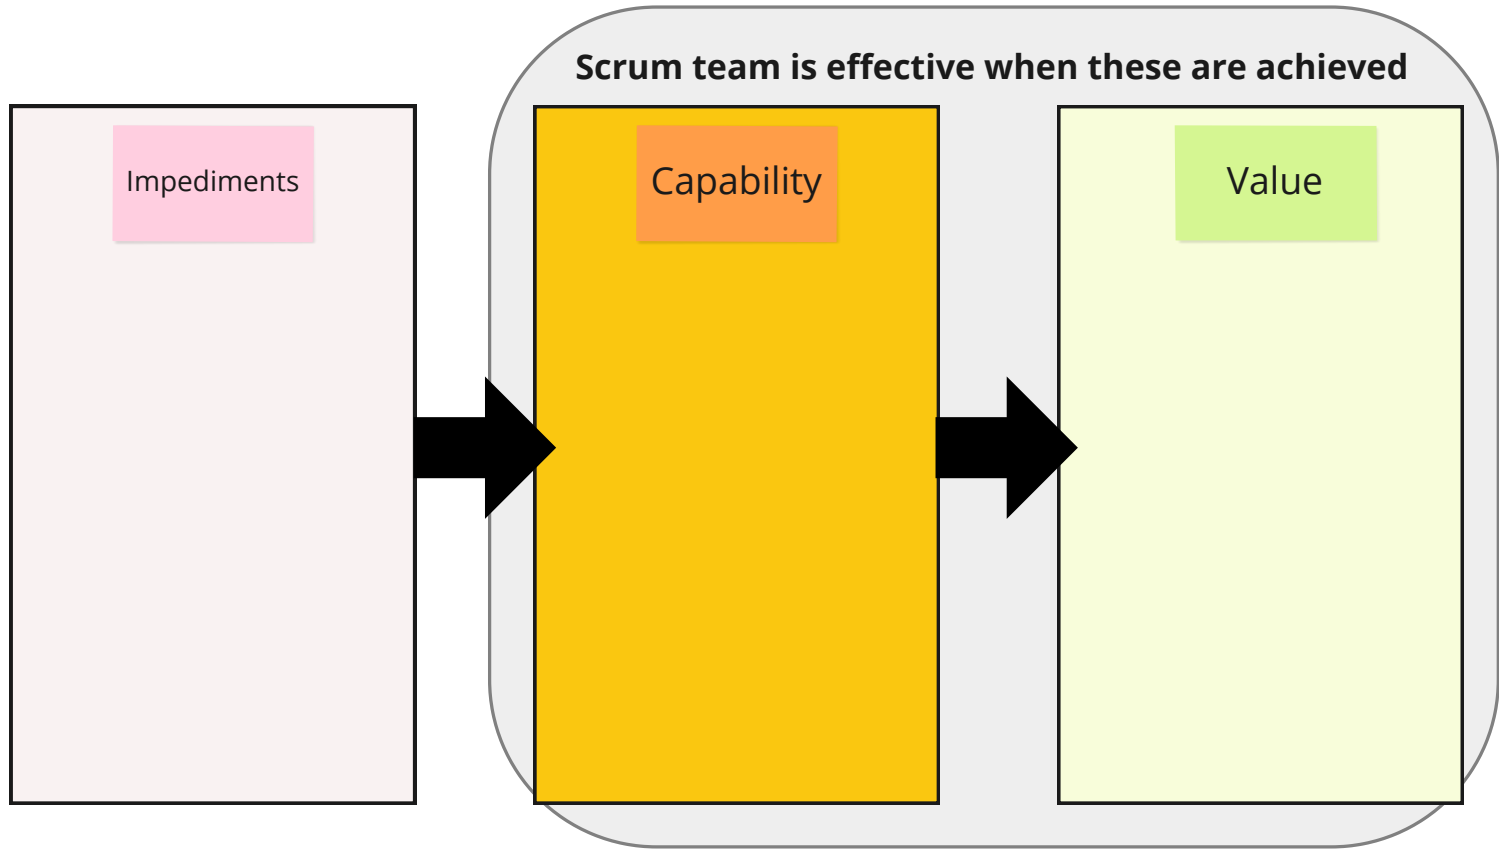 Scrum team is effective when these are achieved
Impediments
Capability
Value